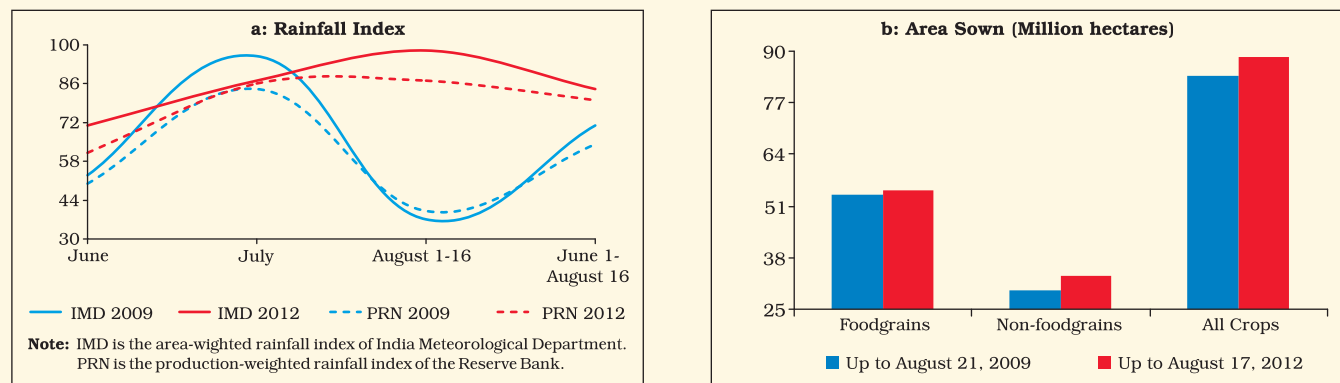 a: Rainfall Index
100
86
72
58
44
30
June
July
August 1-16
June 1-
August 16
IMD 2009
IMD 2012
PRN 2009
PRN 2012
Note: IMD is the area-wighted rainfall index of India Meteorological Department.
PRN is the production-weighted rainfall index of the Reserve Bank.
b: Area Sown (Million hectares)
90
77
64
51
38
25
Foodgrains
Non-foodgrains
All Crops
Up to August 21, 2009
Up to August 17, 2012